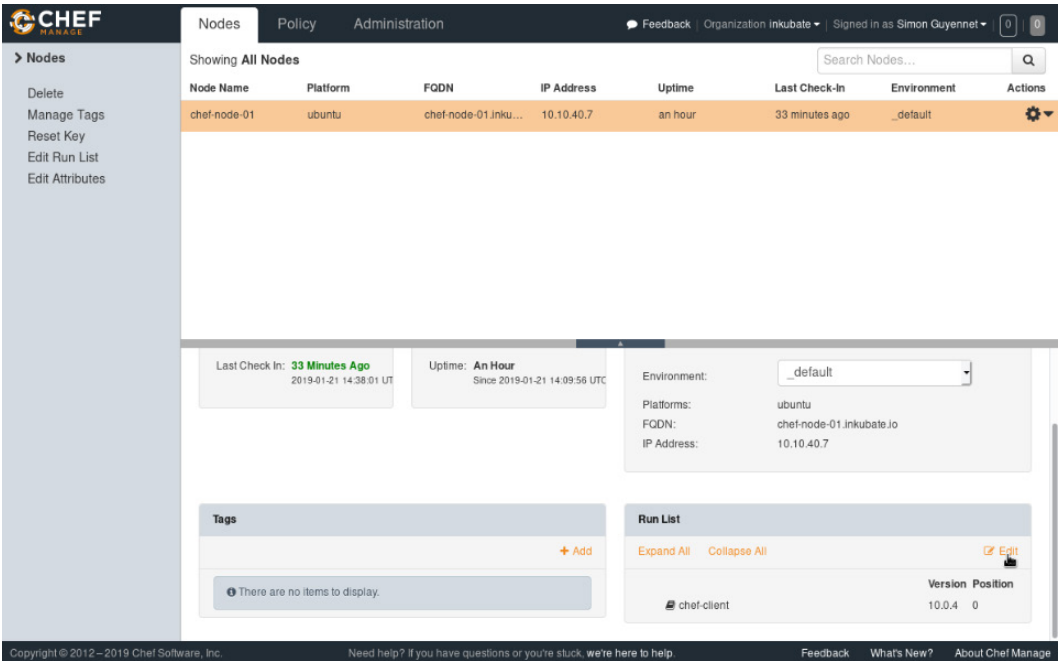 CHEF
MANAGE
Nodes Policy Administration
Feedback Organization inkubate Signed in as Simon Guyennet 0 0
Nodes
Delete
Manage Tags
Reset Key
Edit Run List
Edit Attributes
Showing All Nodes
Search Nodes...
Node Name Platform FQDN IP Address Uptime Last Check-In Environment Actions
chef-node-01 ubuntu chef-node-01.inku... 10.10.40.7 an hour 33 minutes ago _default
Last Check In: 33 Minutes Ago
2019-01-21 14:38:01 UT
Uptime: An Hour
Since 2019-01-21 14:09:56 UTC
Environment: _default
Platforms: ubuntu
FQDN: chef-node-01.inkubate.io
IP Address: 10.10.40.7
Tags
+ Add
There are no items to display.
Run List
Expand All Collapse All Edit
Version Position
chef-client 10.0.4 0
Copyright © 2012–2019 Chef Software, Inc. Need help? If you have questions or you're stuck, we're here to help. Feedback What's New? About Chef Manage